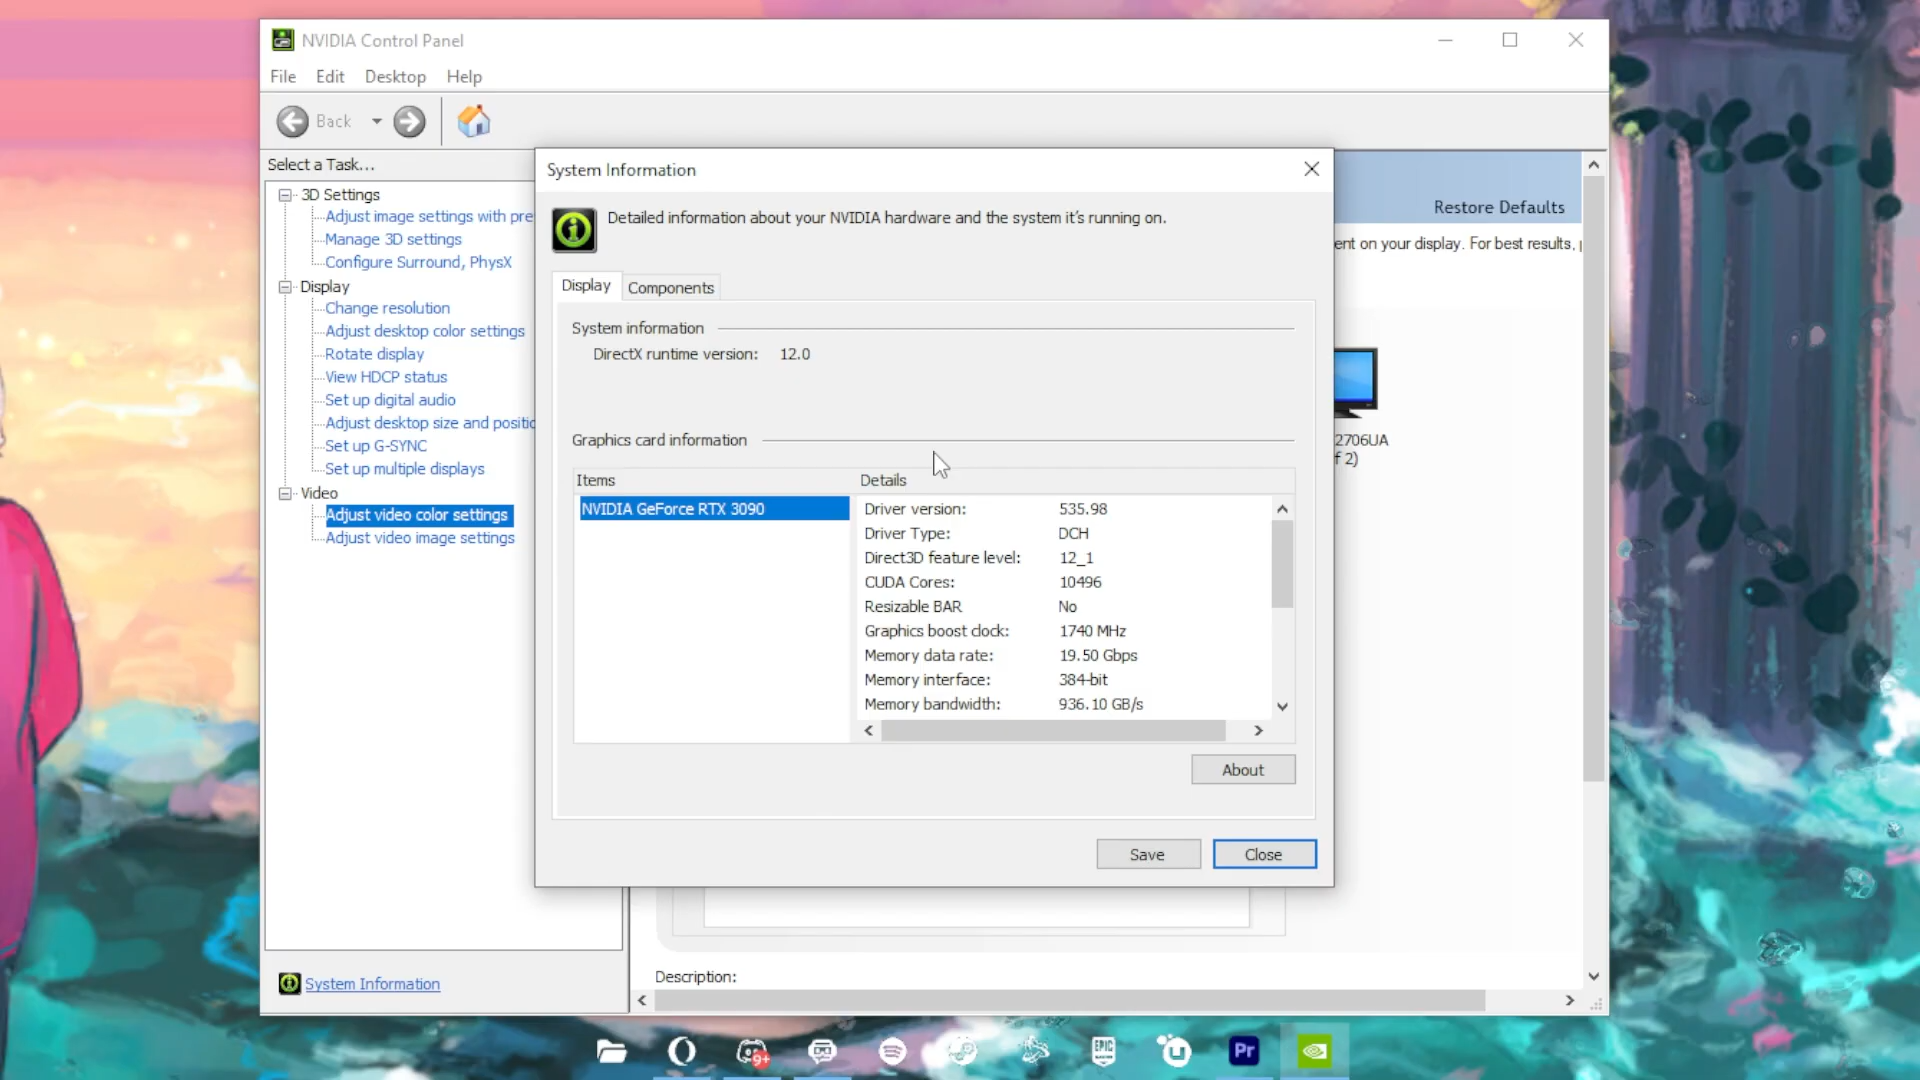 NVIDIA Control Panel
File Edit Desktop Help
Back
Select a Task...
3D Settings
Adjust image settings with pre
Manage 3D settings
Configure Surround, PhysX
Display
Change resolution
Adjust desktop color settings
Rotate display
View HDCP status
Set up digital audio
Adjust desktop size and positio
Set up G-SYNC
Set up multiple displays
Video
Adjust video color settings
Adjust video image settings
System Information
System Information
Detailed information about your NVIDIA hardware and the system it's running on.
Display Components
System information
DirectX runtime version: 12.0
Graphics card information
Items Details
NVIDIA GeForce RTX 3090
Driver version: 535.98
Driver Type: DCH
Direct3D feature level: 12_1
CUDA Cores: 10496
Resizable BAR No
Graphics boost clock: 1740 MHz
Memory data rate: 19.50 Gbps
Memory interface: 384-bit
Memory bandwidth: 936.10 GB/s
About
Save Close
Restore Defaults
ent on your display. For best results,
2706UA
f 2)
Description:
9+
EPIC
Pr